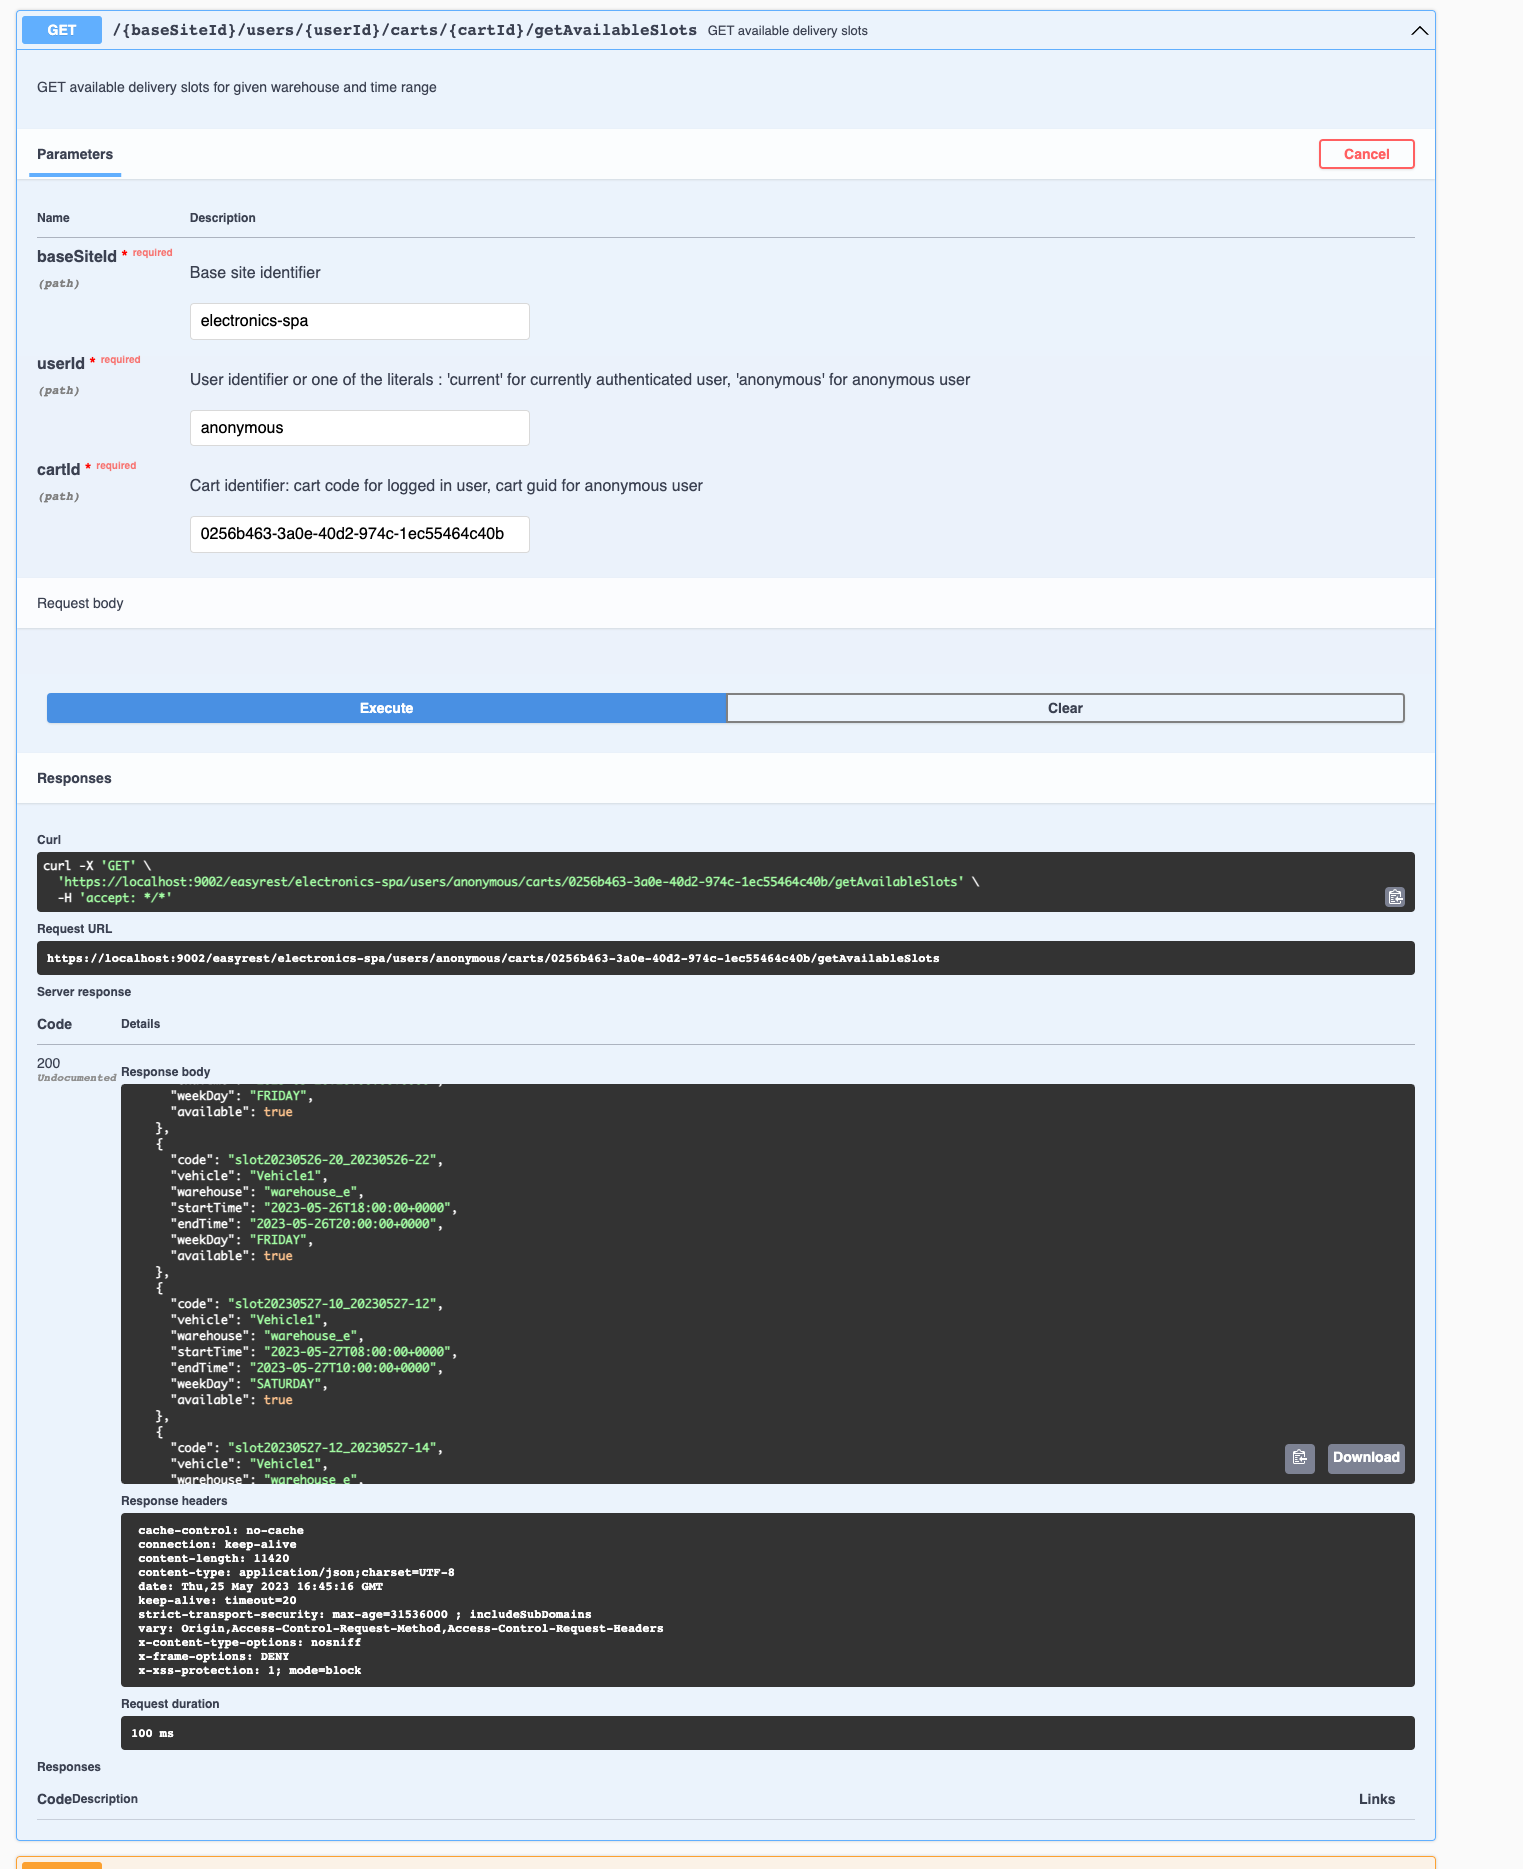 GET /{baseSiteId}/users/{userId}/carts/{cartId}/getAvailableSlots GET available delivery slots
GET available delivery slots for given warehouse and time range
Parameters
Cancel
Name Description
baseSiteId * required
(path)
Base site identifier
electronics-spa
userId * required
(path)
User identifier or one of the literals : 'current' for currently authenticated user, 'anonymous' for anonymous user
anonymous
cartId * required
(path)
Cart identifier: cart code for logged in user, cart guid for anonymous user
0256b463-3a0e-40d2-974c-1ec55464c40b
Request body
Execute
Clear
Responses
Curl
curl -X 'GET' \
'https://localhost:9002/easyrest/electronics-spa/users/anonymous/carts/0256b463-3a0e-40d2-974c-1ec55464c40b/getAvailableSlots' \
-H 'accept: */*'
Request URL
https://localhost:9002/easyrest/electronics-spa/users/anonymous/carts/0256b463-3a0e-40d2-974c-1ec55464c40b/getAvailableSlots
Server response
Code Details
200
Undocumented
Response body
"weekDay": "FRIDAY",
"available": true
},
{
"code": "slot20230526-20_20230526-22",
"vehicle": "Vehicle1",
"warehouse": "warehouse_e",
"startTime": "2023-05-26T18:00:00+0000",
"endTime": "2023-05-26T20:00:00+0000",
"weekDay": "FRIDAY",
"available": true
},
{
"code": "slot20230527-10_20230527-12",
"vehicle": "Vehicle1",
"warehouse": "warehouse_e",
"startTime": "2023-05-27T08:00:00+0000",
"endTime": "2023-05-27T10:00:00+0000",
"weekDay": "SATURDAY",
"available": true
},
{
"code": "slot20230527-12_20230527-14",
"vehicle": "Vehicle1",
"warehouse": "warehouse_e",
Download
Response headers
cache-control: no-cache
connection: keep-alive
content-length: 11420
content-type: application/json;charset=UTF-8
date: Thu,25 May 2023 16:45:16 GMT
keep-alive: timeout=20
strict-transport-security: max-age=31536000 ; includeSubDomains
vary: Origin,Access-Control-Request-Method,Access-Control-Request-Headers
x-content-type-options: nosniff
x-frame-options: DENY
x-xss-protection: 1; mode=block
Request duration
100 ms
Responses
Code Description Links